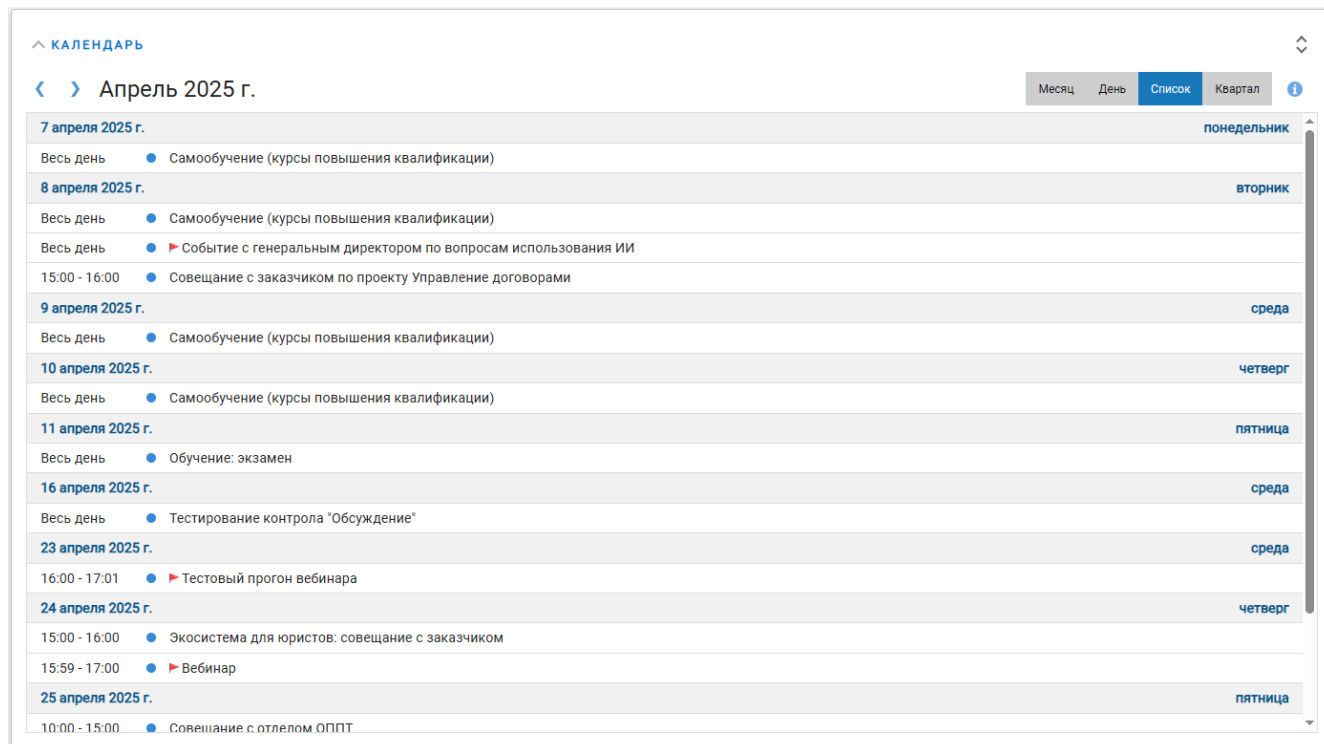 КАЛЕНДАРЬ
Апрель 2025 г. Месяц День Список Квартал
7 апреля 2025 г. понедельник
Весь день Самообучение (курсы повышения квалификации)
8 апреля 2025 г. вторник
Весь день Самообучение (курсы повышения квалификации)
Весь день Событие с генеральным директором по вопросам использования ИИ
15:00 - 16:00 Совещание с заказчиком по проекту Управление договорами
9 апреля 2025 г. среда
Весь день Самообучение (курсы повышения квалификации)
10 апреля 2025 г. четверг
Весь день Самообучение (курсы повышения квалификации)
11 апреля 2025 г. пятница
Весь день Обучение: экзамен
16 апреля 2025 г. среда
Весь день Тестирование контрола "Обсуждение"
23 апреля 2025 г. среда
16:00 - 17:01 Тестовый прогон вебинара
24 апреля 2025 г. четверг
15:00 - 16:00 Экосистема для юристов: совещание с заказчиком
15:59 - 17:00 Вебинар
25 апреля 2025 г. пятница
10:00 - 15:00 Совещание с отделом ОППТ